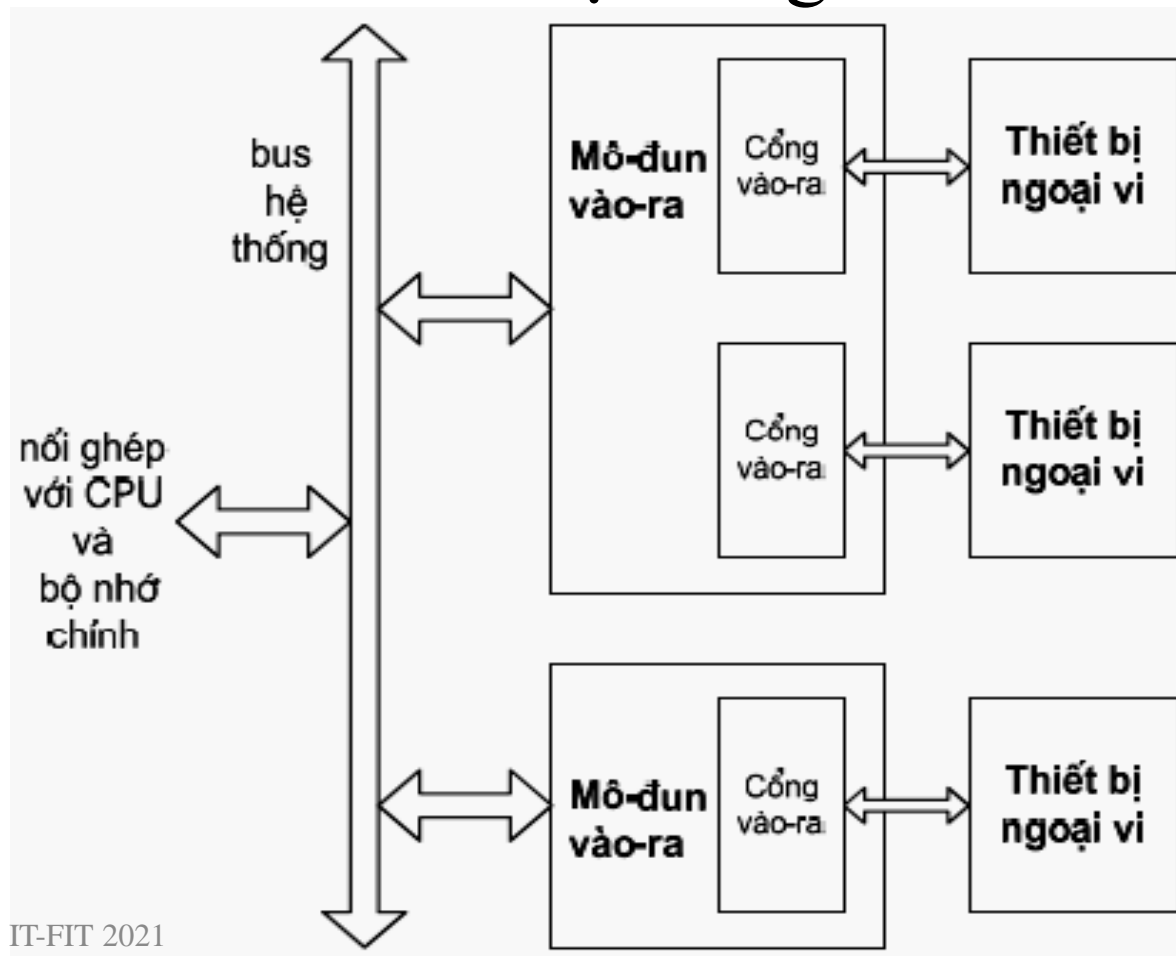 bus
hệ
thống
nối ghép
với CPU
và
bộ nhớ
chính
Mô-đun
vào-ra
Cổng
vào-ra
Thiết bị
ngoại vi
Cổng
vào-ra
Thiết bị
ngoại vi
Mô-đun
vào-ra
Cổng
vào-ra
Thiết bị
ngoại vi
IT-FIT 2021